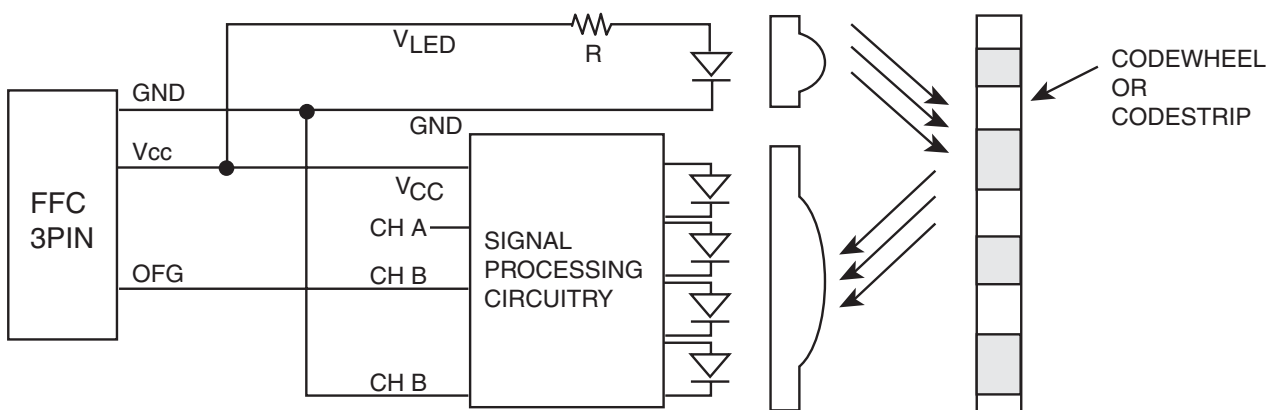 VLED
R
CODEWHEEL
OR
CODESTRIP
GND
GND
Vcc
VCC
FFC
3PIN
CH A
SIGNAL
PROCESSING
CIRCUITRY
OFG
CH B
CH B